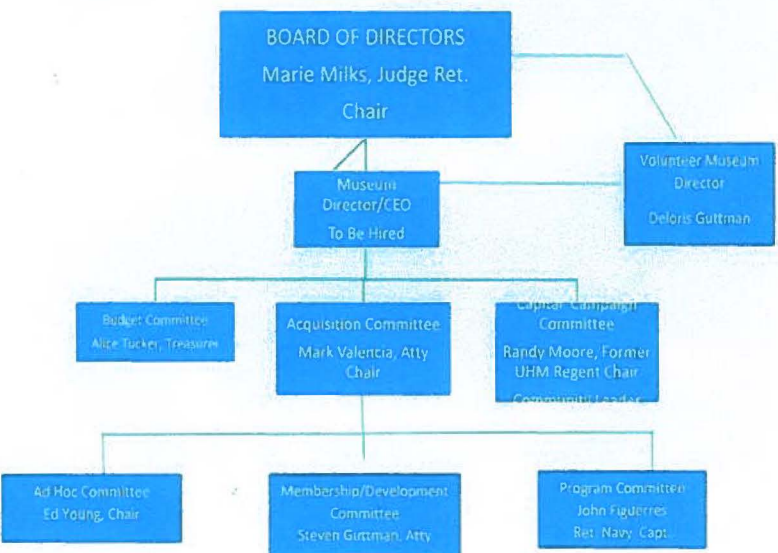 BOARD OF DIRECTORS
Marie Milks, Judge Ret.
Chair
Volunteer Museum
Director
Deloris Guttman
Museum
Director/CEO
To Be Hired
Budget Committee
Alice Tucker, Treasurer
Acquisition Committee
Mark Valencia, Atty
Chair
Capital Campaign
Committee
Randy Moore, Former
UHM Regent Chair
Community Leader
Ad Hoc Committee
Ed Young, Chair
Membership/Development
Committee
Steven Guttman, Atty
Program Committee
John Figuerres
Ret. Navy Capt.